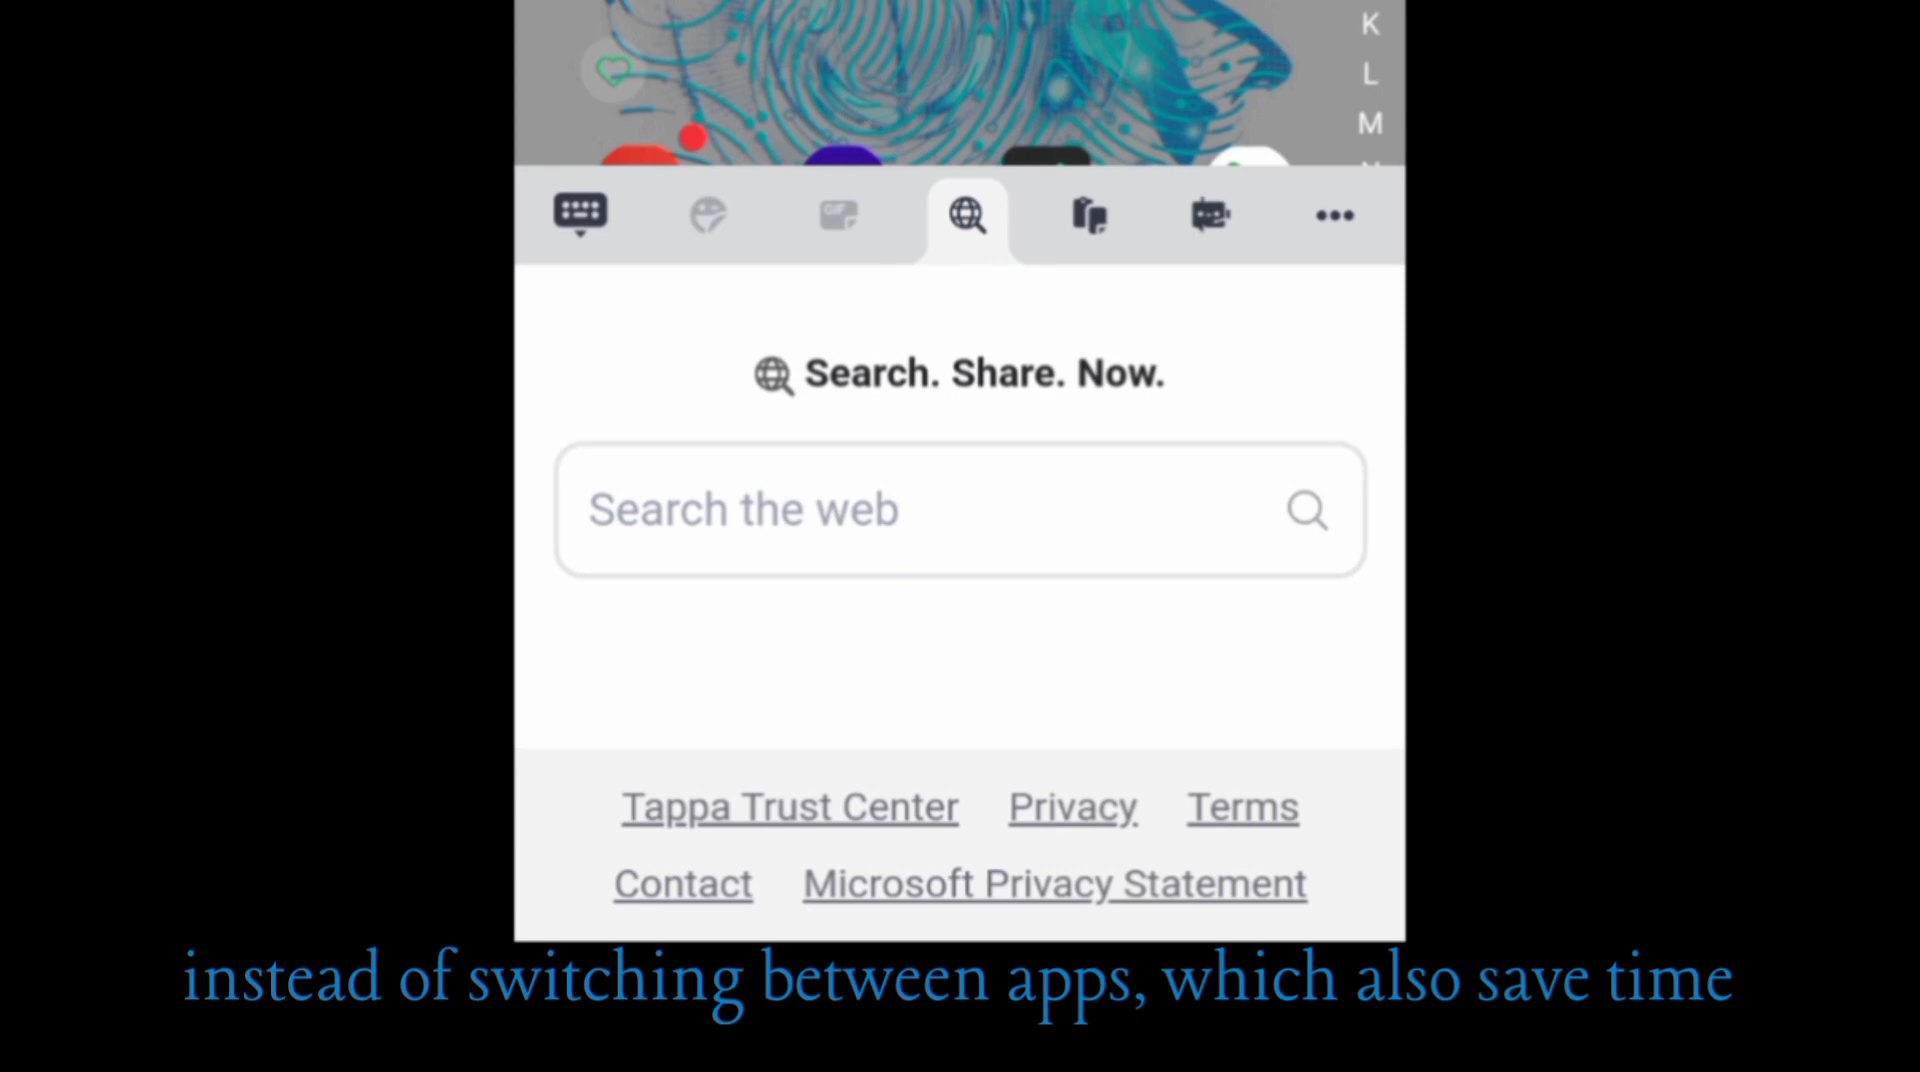 K
L
M
GIF
Search. Share. Now.
Search the web
Tappa Trust Center Privacy Terms
Contact Microsoft Privacy Statement
instead of switching between apps, which also save time